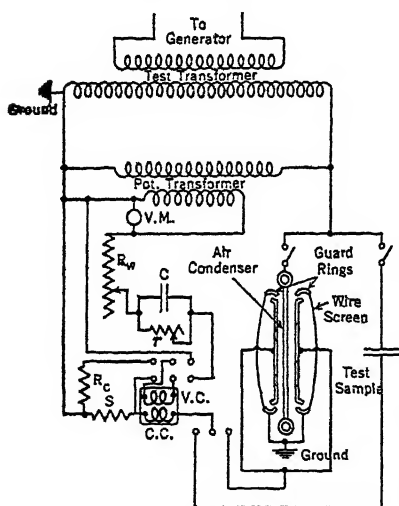 To
Generator
Test Transformer
Ground
Pot. Transformer
V.M.
Rw
Air
Condenser
Guard
Rings
C
Wire
Screen
r
Test
Sample
Rc
S
V.C.
C.C.
Ground